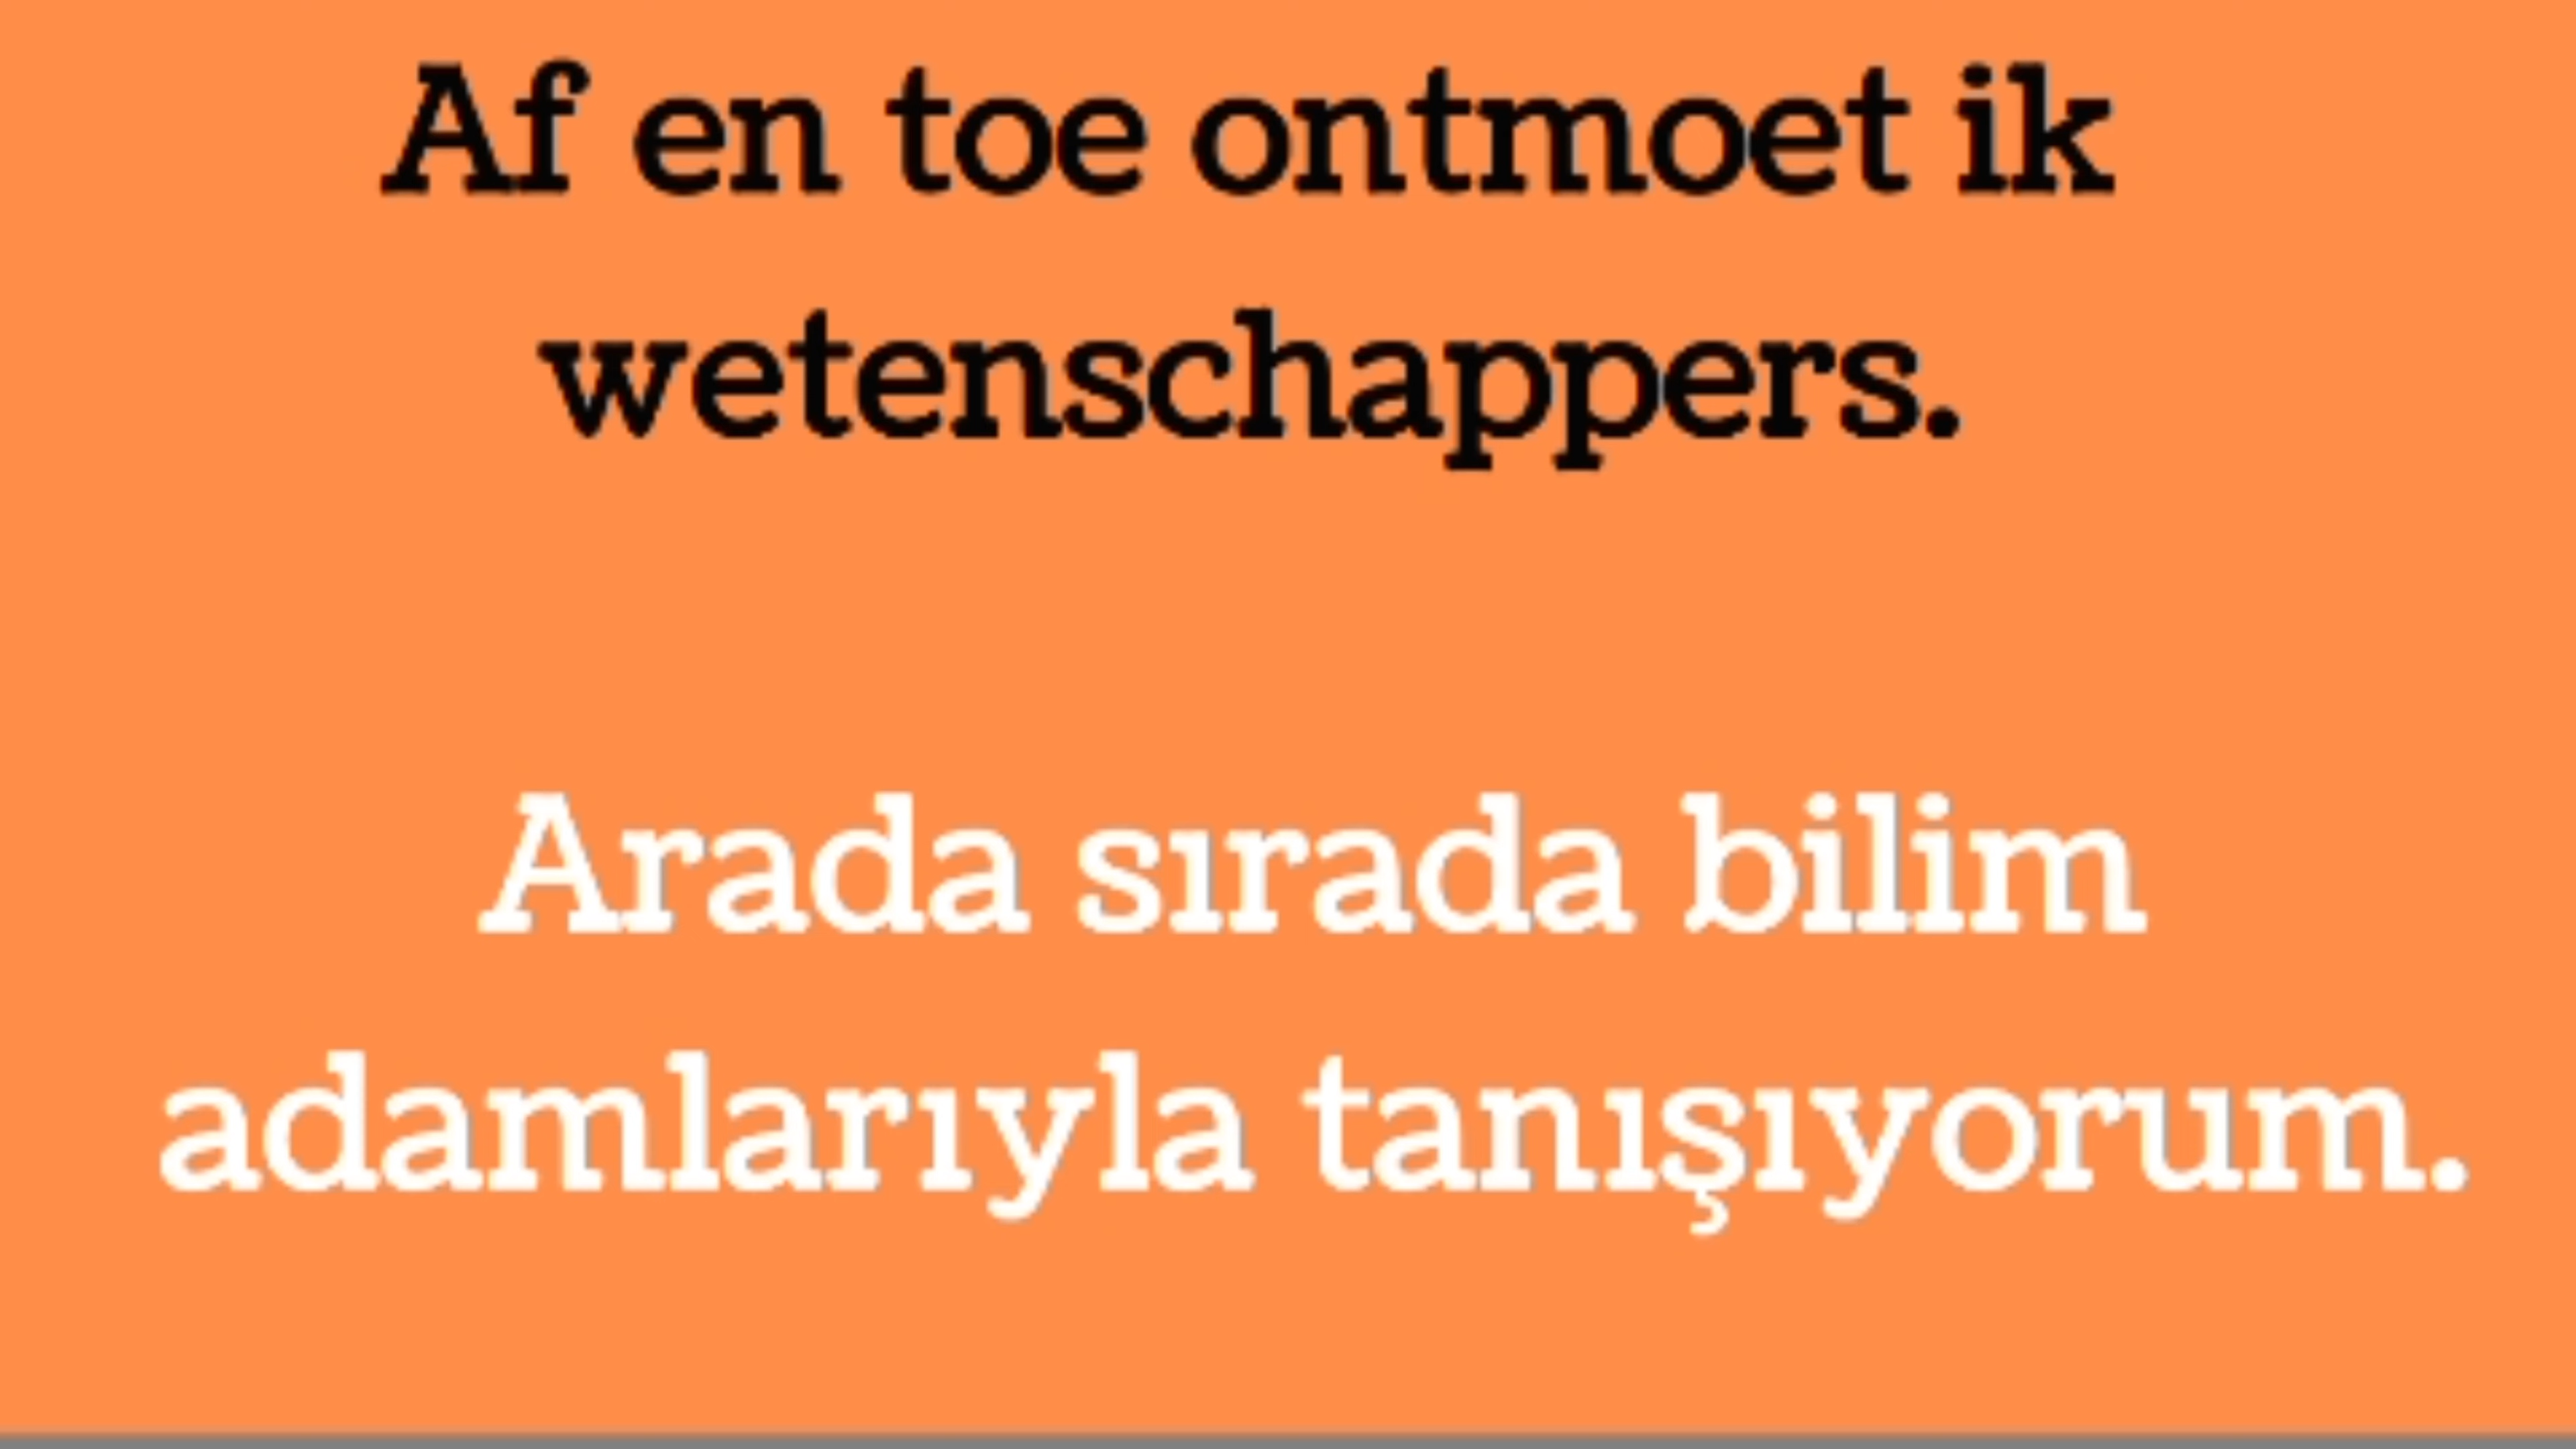 Af en toe ontmoet ik
wetenschappers.
Arada sırada bilim
adamlarıyla tanışıyorum.